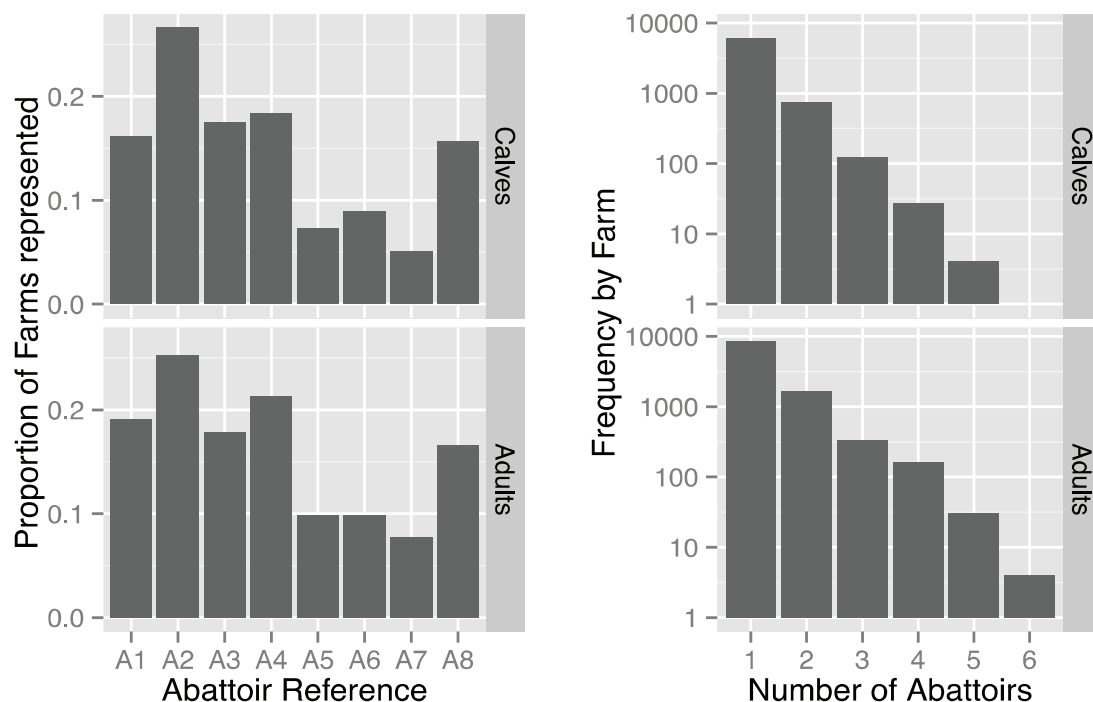 Proportion of Farms represented
0.2
0.1
0.0
Calves
0.2
0.1
0.0
Adults
A1 A2 A3 A4 A5 A6 A7 A8
Abattoir Reference
Frequency by Farm
10000
1000
100
10
1
Calves
10000
1000
100
10
1
Adults
1 2 3 4 5 6
Number of Abattoirs